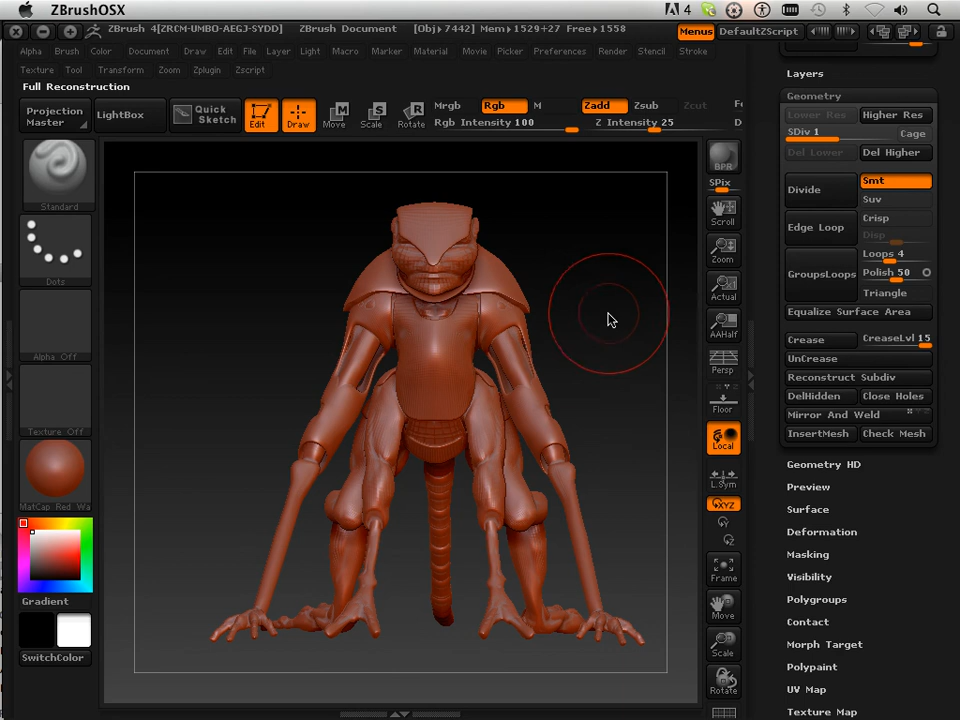 ZBrushOSX
4
ZBrush 4[ZRCM-UMBO-AEGJ-SYDD] ZBrush Document [Obj▸7442] Mem▸1529+27 Free▸1558 Menus DefaultZScript
Alpha Brush Color Document Draw Edit File Layer Light Macro Marker Material Movie Picker Preferences Render Stencil Stroke
Texture Tool Transform Zoom Zplugin Zscript
Full Reconstruction
Projection Master
LightBox
Quick Sketch
Edit Draw Move Scale Rotate
Mrgb Rgb M Zadd Zsub Zcut
Rgb Intensity 100 Z Intensity 25
Standard
Dots
Alpha Off
Texture Off
MatCap Red Wa
Gradient
SwitchColor
BPR
SPix
Scroll
Zoom
Actual
AAHalf
Persp
Floor
Local
L.Sym
XYZ
Frame
Move
Scale
Rotate
Layers
Geometry
Lower Res Higher Res
SDiv 1 Cage
Del Lower Del Higher
Divide Smt
Suv
Edge Loop Crisp
Disp
GroupsLoops Loops 4
Polish 50
Triangle
Equalize Surface Area
Crease CreaseLvl 15
UnCrease
Reconstruct Subdiv
DelHidden Close Holes
Mirror And Weld
InsertMesh Check Mesh
Geometry HD
Preview
Surface
Deformation
Masking
Visibility
Polygroups
Contact
Morph Target
Polypaint
UV Map
Texture Map